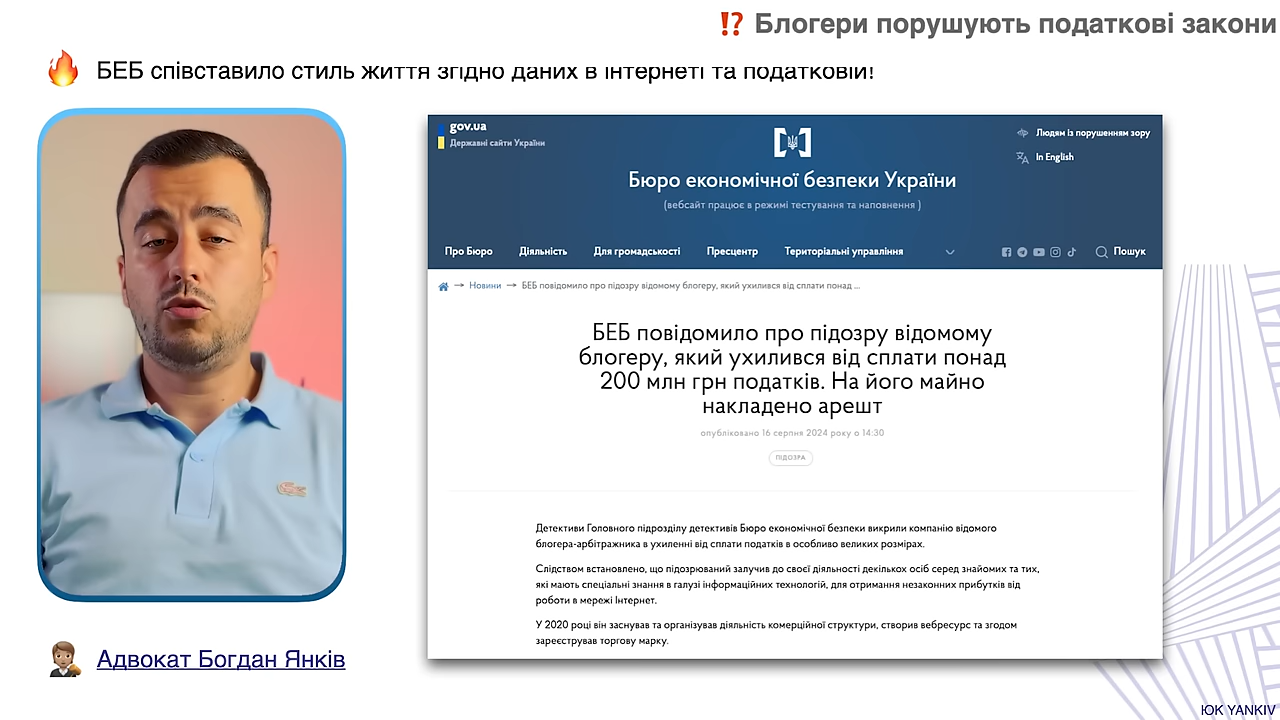 ⁉️ Блогери порушують податкові закони
🔥 БЕБ співставило стиль життя згідно даних в інтернеті та податковій!
gov.ua
Державні сайти України
Людям із порушенням зору
In English
Бюро економічної безпеки України
(вебсайт працює в режимі тестування та наповнення )
Про Бюро Діяльність Для громадськості Пресцентр Територіальні управління Пошук
→ Новини → БЕБ повідомило про підозру відомому блогеру, який ухилився від сплати понад ...
БЕБ повідомило про підозру відомому
блогеру, який ухилився від сплати понад
200 млн грн податків. На його майно
накладено арешт
опубліковано 16 серпня 2024 року о 14:30
ПІДОЗРА
Детективи Головного підрозділу детективів Бюро економічної безпеки викрили компанію відомого
блогера-арбітражника в ухиленні від сплати податків в особливо великих розмірах.
Слідством встановлено, що підозрюваний залучив до своєї діяльності декількох осіб серед знайомих та тих,
які мають спеціальні знання в галузі інформаційних технологій, для отримання незаконних прибутків від
роботи в мережі Інтернет.
У 2020 році він заснував та організував діяльність комерційної структури, створив вебресурс та згодом
зареєстрував торгову марку.
Адвокат Богдан Янків
ЮК YANKIV